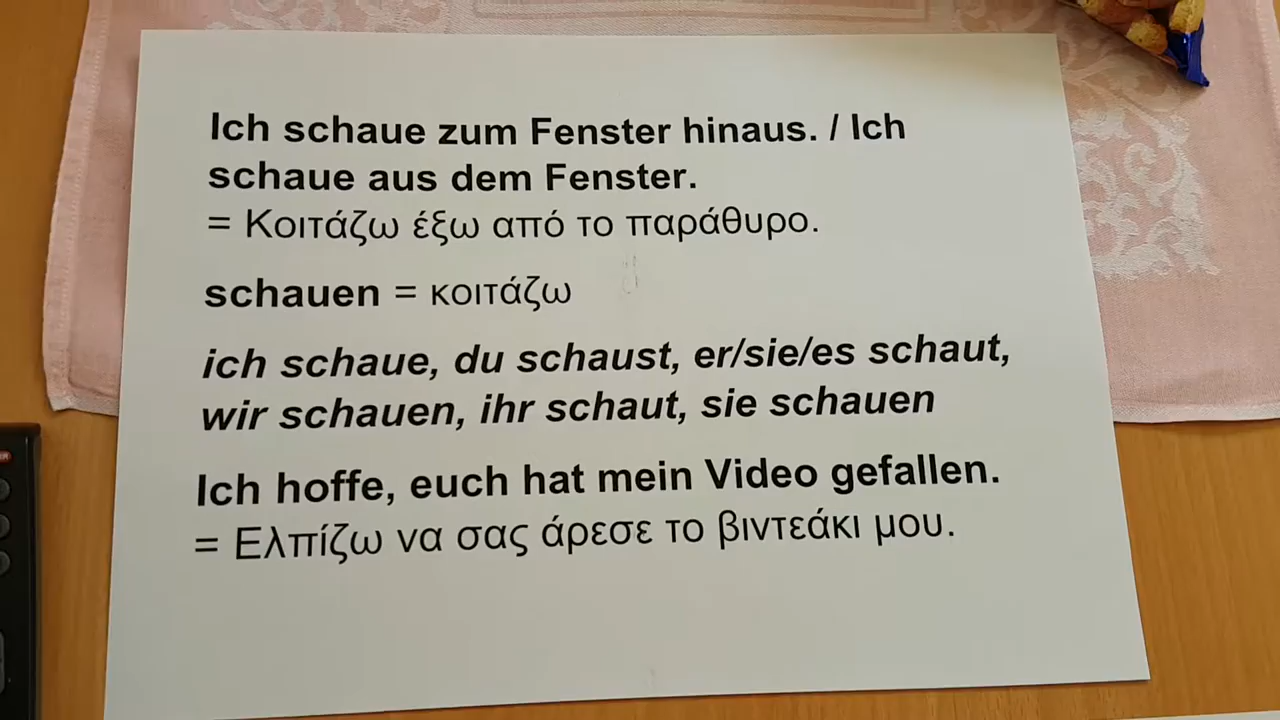 Ich schaue zum Fenster hinaus. / Ich
schaue aus dem Fenster.
= Κοιτάζω έξω από το παράθυρο.
schauen = κοιτάζω
ich schaue, du schaust, er/sie/es schaut,
wir schauen, ihr schaut, sie schauen
Ich hoffe, euch hat mein Video gefallen.
= Ελπίζω να σας άρεσε το βιντεάκι μου.